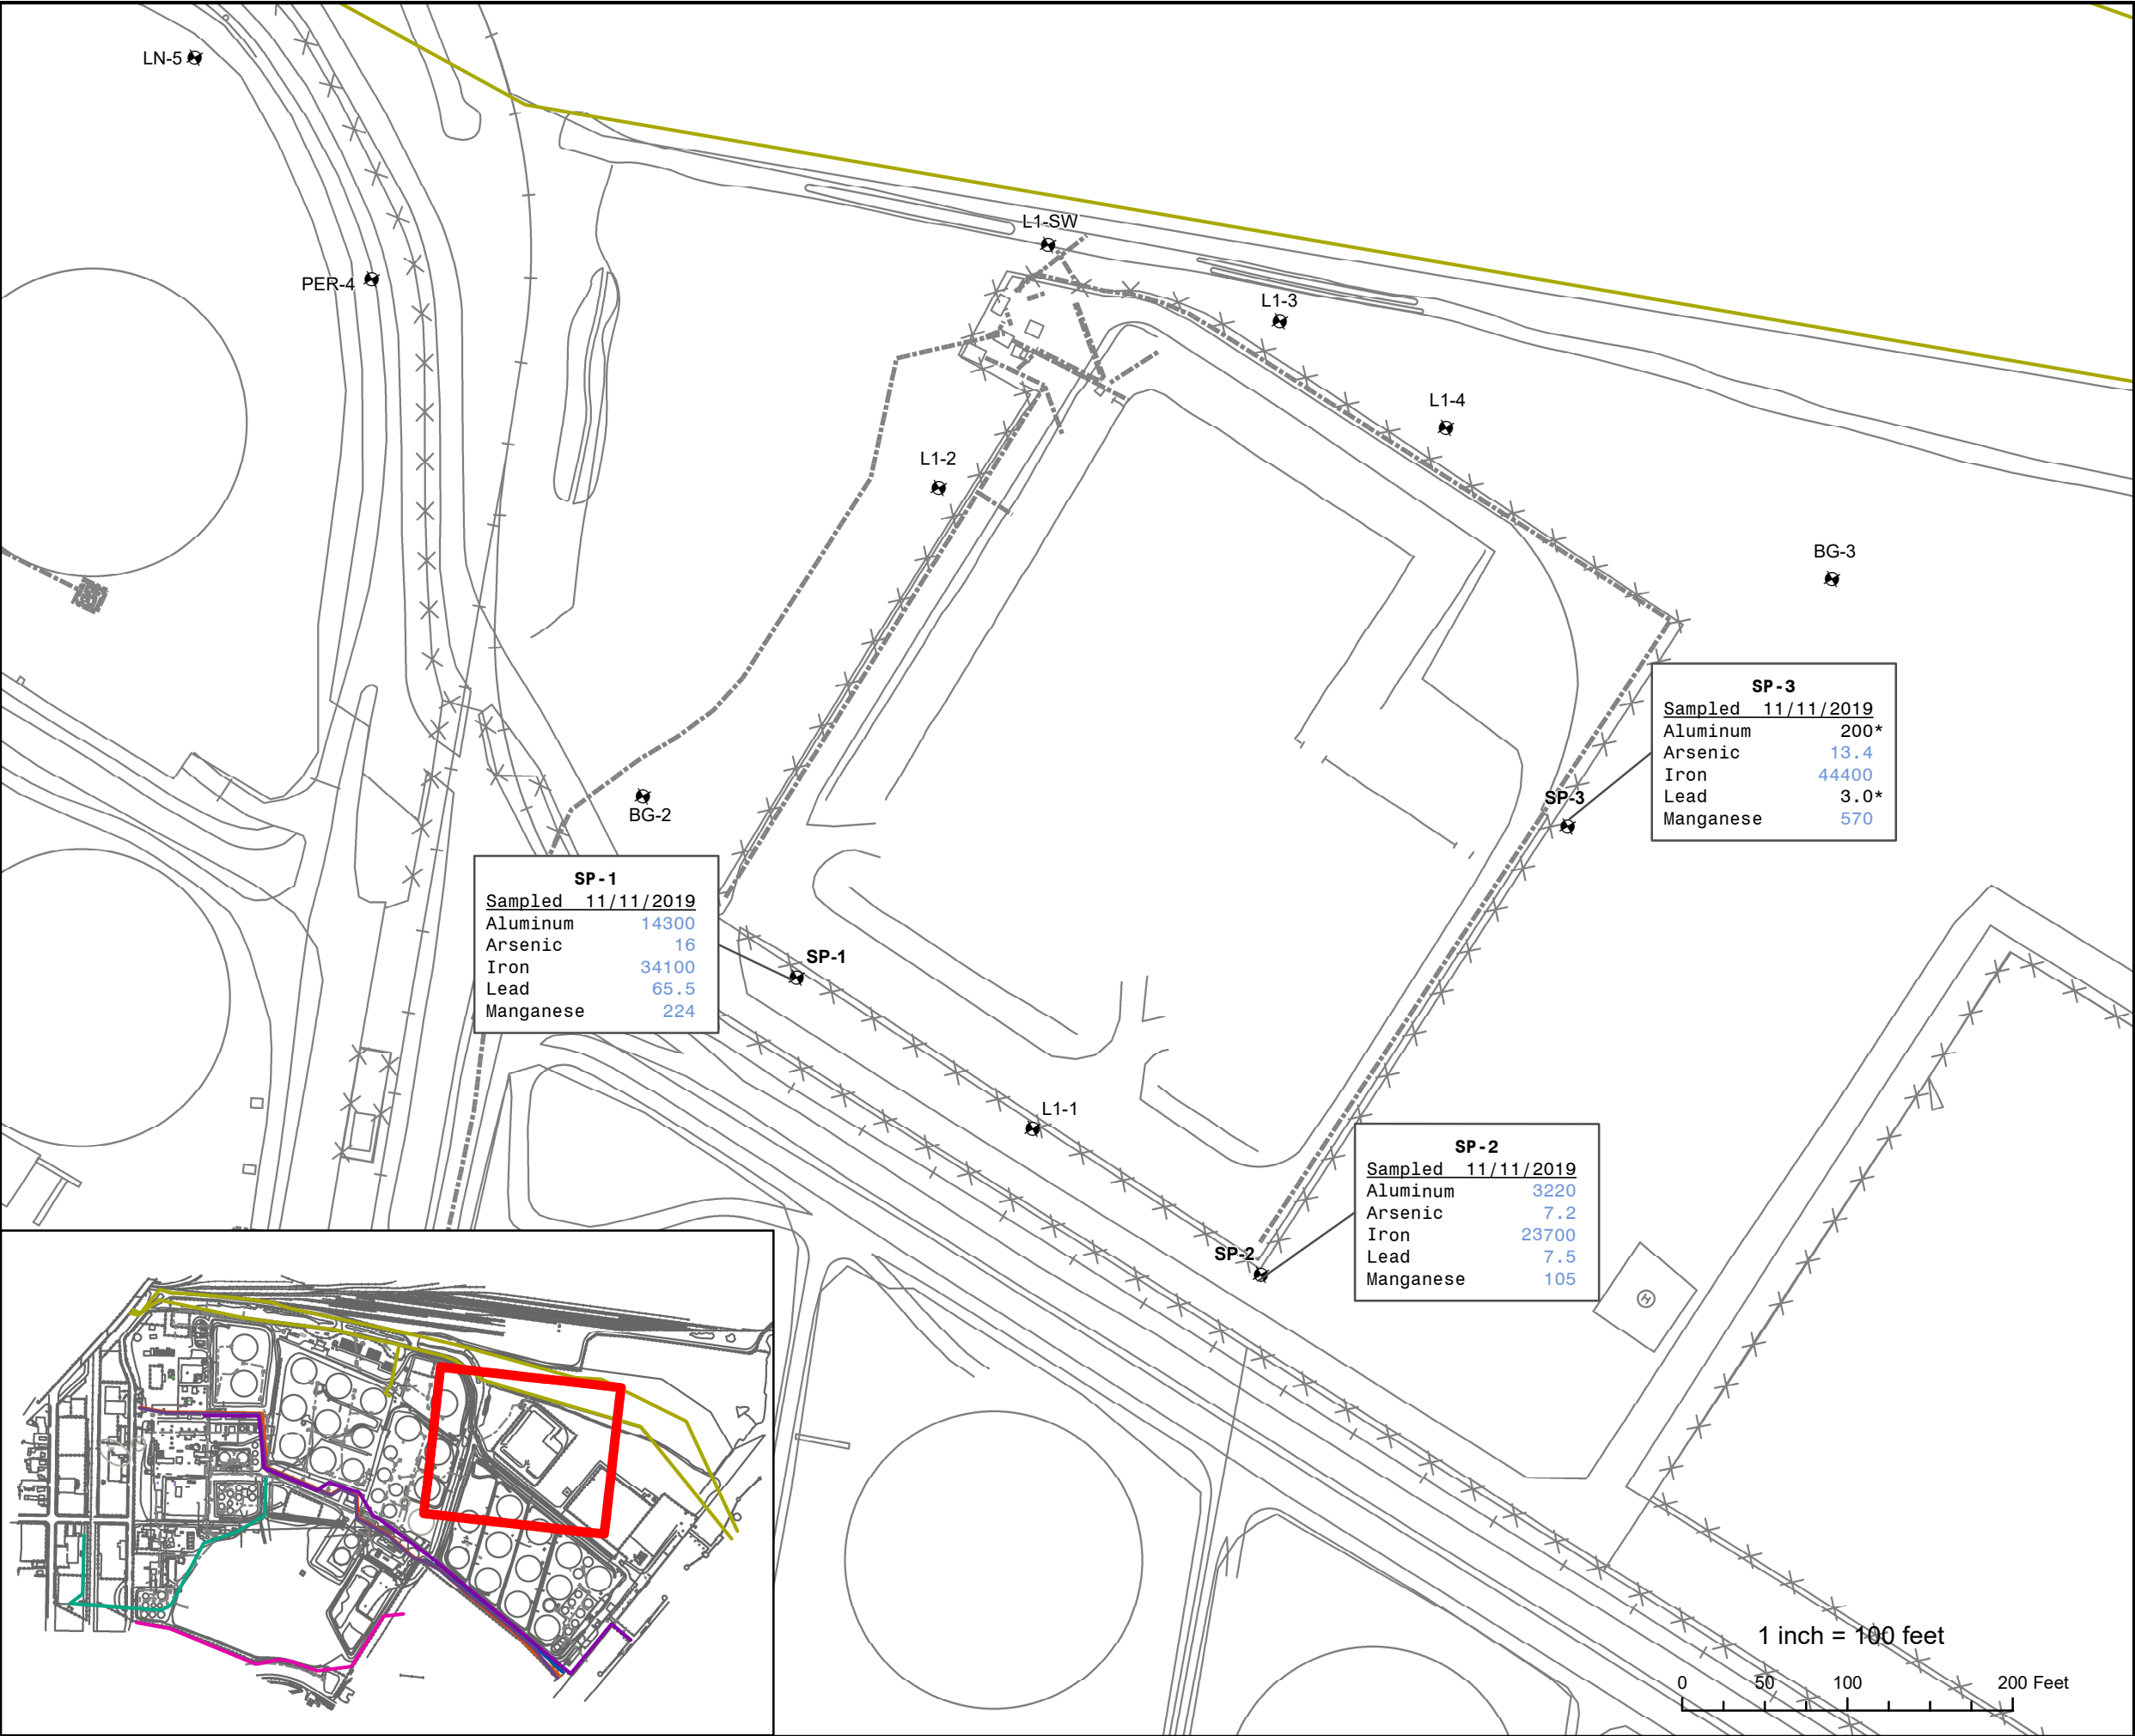 LN-5
L1-SW
PER-4
L1-3
L1-4
L1-2
BG-3
SP-3
Sampled 11/11/2019
Aluminum 200*
Arsenic 13.4
Iron 44400
Lead 3.0*
Manganese 570
SP-3
BG-2
SP-1
Sampled 11/11/2019
Aluminum 14300
Arsenic 16
Iron 34100
Lead 65.5
Manganese 224
SP-1
L1-1
SP-2
Sampled 11/11/2019
Aluminum 3220
Arsenic 7.2
Iron 23700
Lead 7.5
Manganese 105
SP-2
H
1 inch = 100 feet
0 50 100 200 Feet